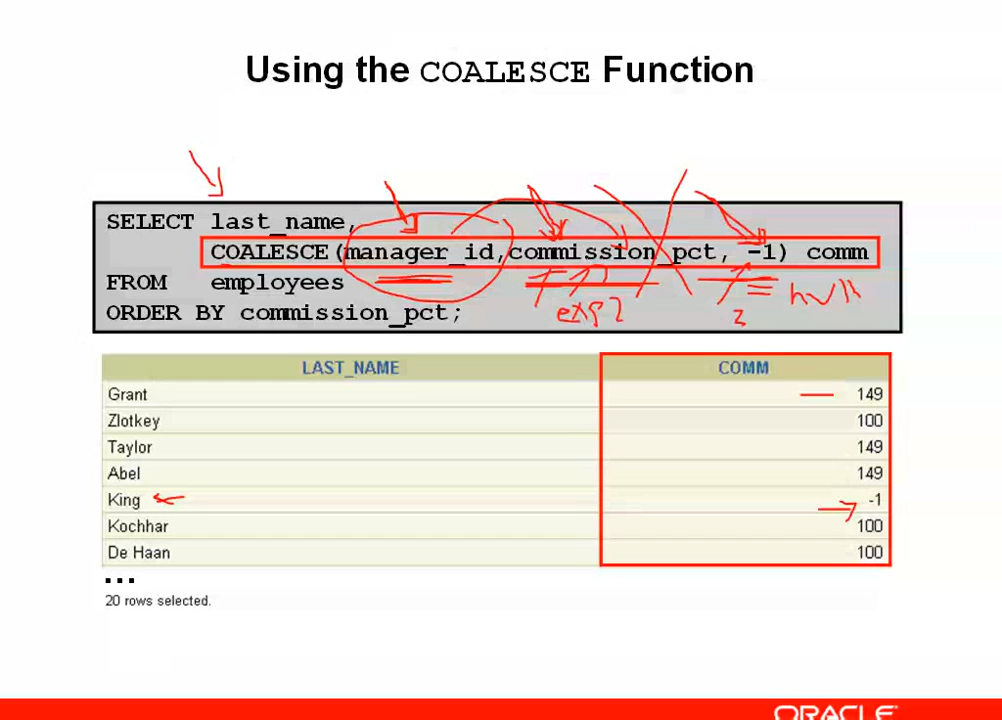 Using the COALESCE Function
SELECT last_name,
COALESCE(manager_id,commission_pct, -1) comm
FROM employees
ORDER BY commission_pct;
exp2
null
LAST_NAME COMM
Grant 149
Zlotkey 100
Taylor 149
Abel 149
King -1
Kochhar 100
De Haan 100
...
20 rows selected.
ORACLE